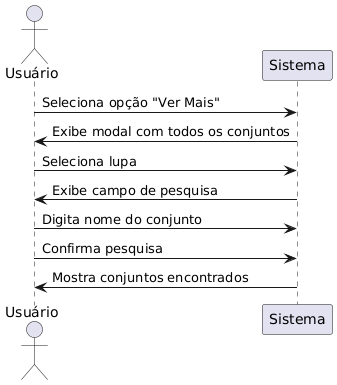 Usuário
Sistema
Seleciona opção "Ver Mais"
Exibe modal com todos os conjuntos
Seleciona lupa
Exibe campo de pesquisa
Digita nome do conjunto
Confirma pesquisa
Mostra conjuntos encontrados
Usuário
Sistema